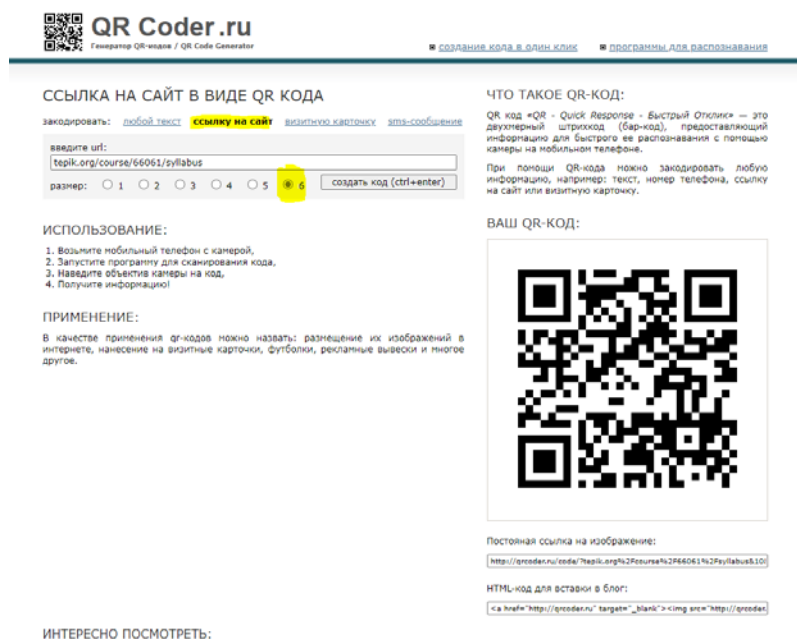 QR Coder.ru
Генератор QR-кодов / QR Code Generator
создание кода в один клик
программы для распознавания
ССЫЛКА НА САЙТ В ВИДЕ QR КОДА
закодировать: любой текст ссылку на сайт визитную карточку sms-сообщение
введите url:
tepik.org/course/66061/syllabus
размер: 1 2 3 4 5 6 создать код (ctrl+enter)
ИСПОЛЬЗОВАНИЕ:
1. Возьмите мобильный телефон с камерой,
2. Запустите программу для сканирования кода,
3. Наведите объектив камеры на код,
4. Получите информацию!
ПРИМЕНЕНИЕ:
В качестве применения qr-кодов можно назвать: размещение их изображений в
интернете, нанесение на визитные карточки, футболки, рекламные вывески и многое
другое.
ЧТО ТАКОЕ QR-КОД:
QR код «QR - Quick Response - Быстрый Отклик» — это
двухмерный штрихкод (бар-код), предоставляющий
информацию для быстрого ее распознавания с помощью
камеры на мобильном телефоне.
При помощи QR-кода можно закодировать любую
информацию, например: текст, номер телефона, ссылку
на сайт или визитную карточку.
ВАШ QR-КОД:
Постояная ссылка на изображение:
http://qrcoder.ru/code/?tepik.org%2Fcourse%2F66061%2Fsyllabus&10
HTML-код для вставки в блог:
<a href="http://qrcoder.ru" target="_blank"><img src="http://qrcoder.
ИНТЕРЕСНО ПОСМОТРЕТЬ: